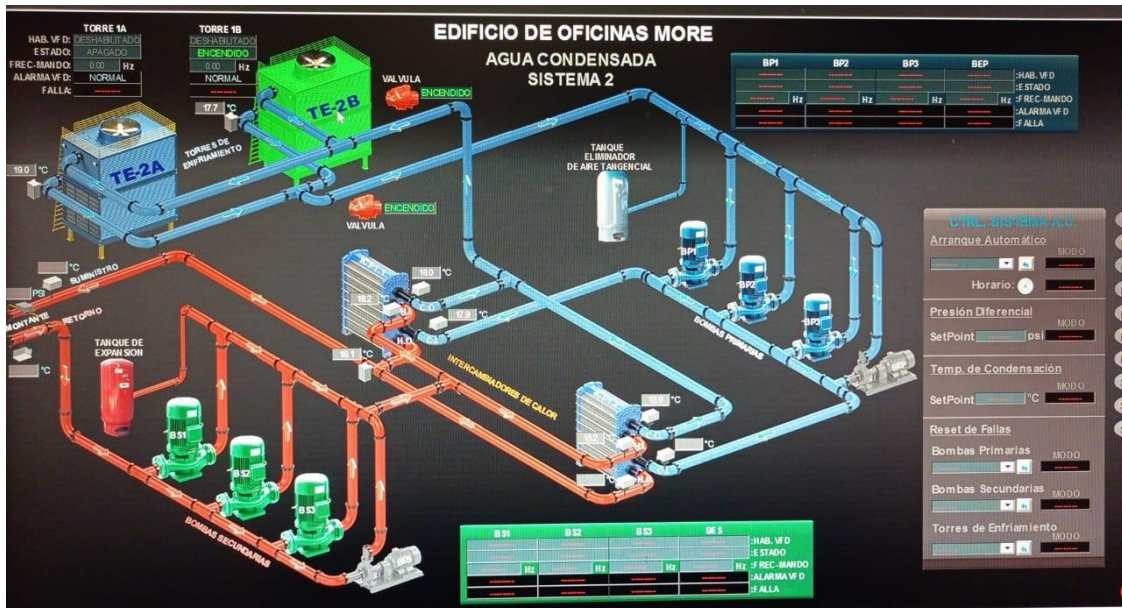 EDIFICIO DE OFICINAS MORE
AGUA CONDENSADA
SISTEMA 2
TORRE 1A
TORRE 1B
HAB. VFD: DESHABILITADO DESHABILITADO
ESTADO: APAGADO ENCENDIDO
FREC-MANDO: 0.00 Hz 0.00 Hz
ALARMA VFD: NORMAL NORMAL
FALLA: -------- --------
17.7 °C
TE-2B
VALVULA
ENCENDIDO
TORRES DE
ENFRIAMIENTO
19.0 °C
TE-2A
VALVULA
ENCENDIDO
TANQUE
ELIMINADOR
DE AIRE TANGENCIAL
BP1 BP2 BP3 BEP
:HAB. VFD
:ESTADO
Hz Hz Hz Hz :FREC-MANDO
:ALARMA VFD
:FALLA
BP1
BP2
BP3
BOMBAS PRIMARIAS
°C
SUMINISTRO
PSI
MONTANTE
RETORNO
°C
TANQUE DE
EXPANSION
18.0 °C
18.2 °C
17.9 °C
18.1 °C
INTERCAMBIADORES DE CALOR
18.0 °C
18.2 °C
°C
°C
BS1
BS2
BS3
BOMBAS SECUNDARIAS
BS1 BS2 BS3 BES
:HAB. VFD
:ESTADO
Hz Hz Hz Hz :FREC-MANDO
:ALARMA VFD
:FALLA
CTRL. SISTEMA A.C.
Arranque Automático
MODO
Horario:
Presión Diferencial
MODO
SetPoint psi
Temp. de Condensación
MODO
SetPoint °C
Reset de Fallas
Bombas Primarias
MODO
Bombas Secundarias
MODO
Torres de Enfriamiento
MODO